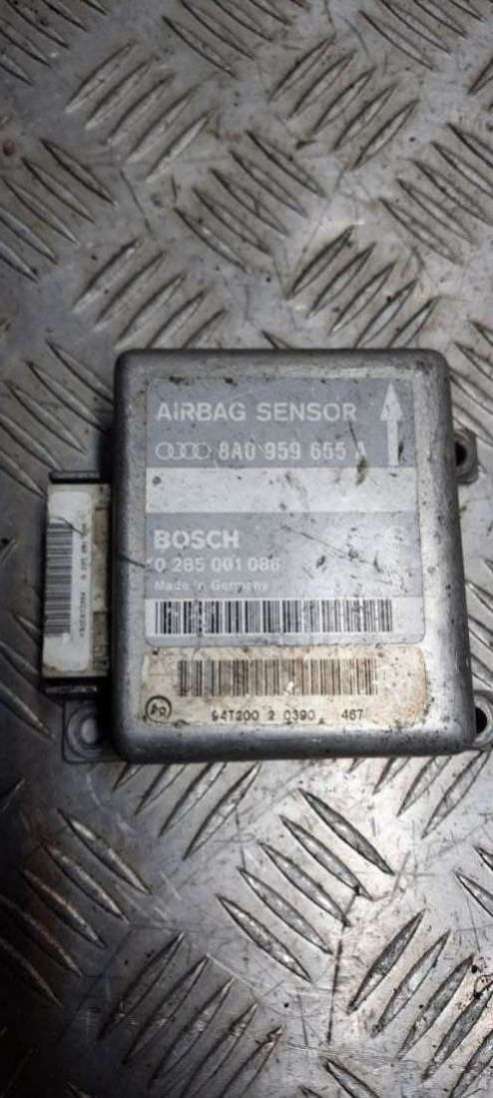 AIRBAG SENSOR
8A0 959 655 A
BOSCH
0 285 001 086
Made in Germany
94T200 2 0390 467